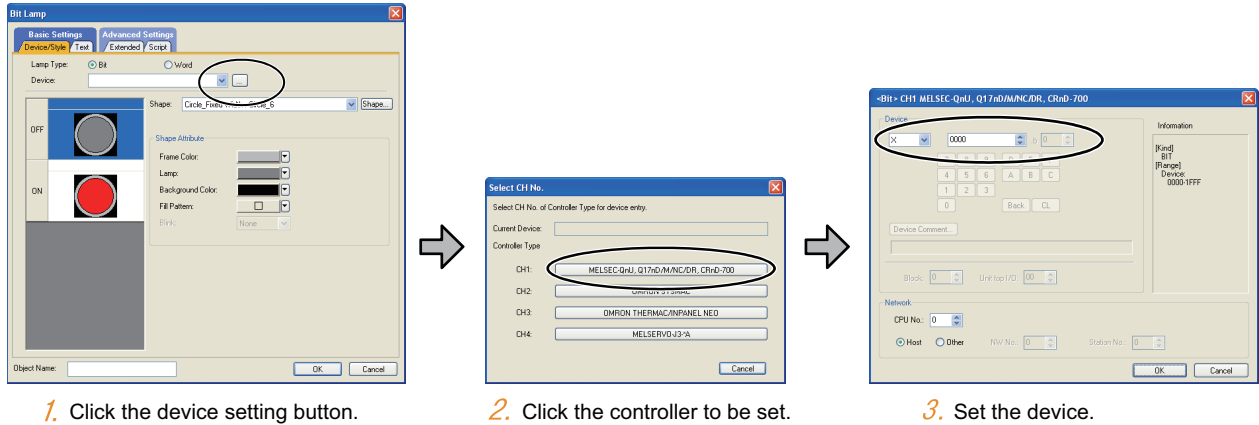 Bit Lamp
Basic Settings
Advanced Settings
Device/Style
Text
Extended
Script
Lamp Type:
Bit
Word
Device:
...
OFF
ON
Shape:
Shape...
Shape Attribute
Frame Color:
Lamp:
Background Color:
Fill Pattern:
Blink:
None
Object Name:
OK
Cancel
1. Click the device setting button.
Select CH No.
Select CH No. of Controller Type for device entry.
Current Device:
Controller Type
CH1:
MELSEC-QnU, Q17nD/M/NC/DR, CRnD-700
CH2:
CH3:
OMRON THERMAC/INPANEL NEO
CH4:
MELSERVO-J3-*A
Cancel
2. Click the controller to be set.
<Bit> CH1 MELSEC-QnU, Q17nD/M/NC/DR, CRnD-700
Device
X
0000
b
0
4 5 6 A B C
1 2 3
0 Back CL
Device Comment...
Block: 0
Unit top I/O: 00
Information
[Kind]
BIT
[Range]
Device:
0000-1FFF
Network
CPU No.: 0
Host
Other
NW No.: 0
Station No.: 0
OK
Cancel
3. Set the device.